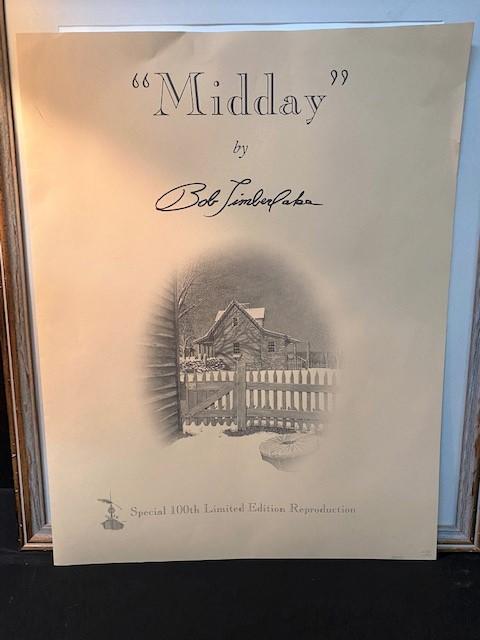 “Midday”
by
Bob Timberlake
Special 100th Limited Edition Reproduction